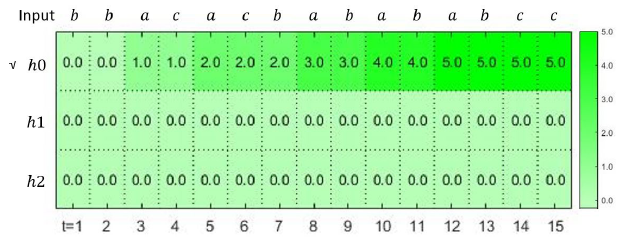 Input b b a c a c b a b a b a b c c
√ h0 0.0 0.0 1.0 1.0 2.0 2.0 2.0 3.0 3.0 4.0 4.0 5.0 5.0 5.0 5.0
h1 0.0 0.0 0.0 0.0 0.0 0.0 0.0 0.0 0.0 0.0 0.0 0.0 0.0 0.0 0.0
h2 0.0 0.0 0.0 0.0 0.0 0.0 0.0 0.0 0.0 0.0 0.0 0.0 0.0 0.0 0.0
t=1 2 3 4 5 6 7 8 9 10 11 12 13 14 15
5.0
4.0
3.0
2.0
1.0
0.0